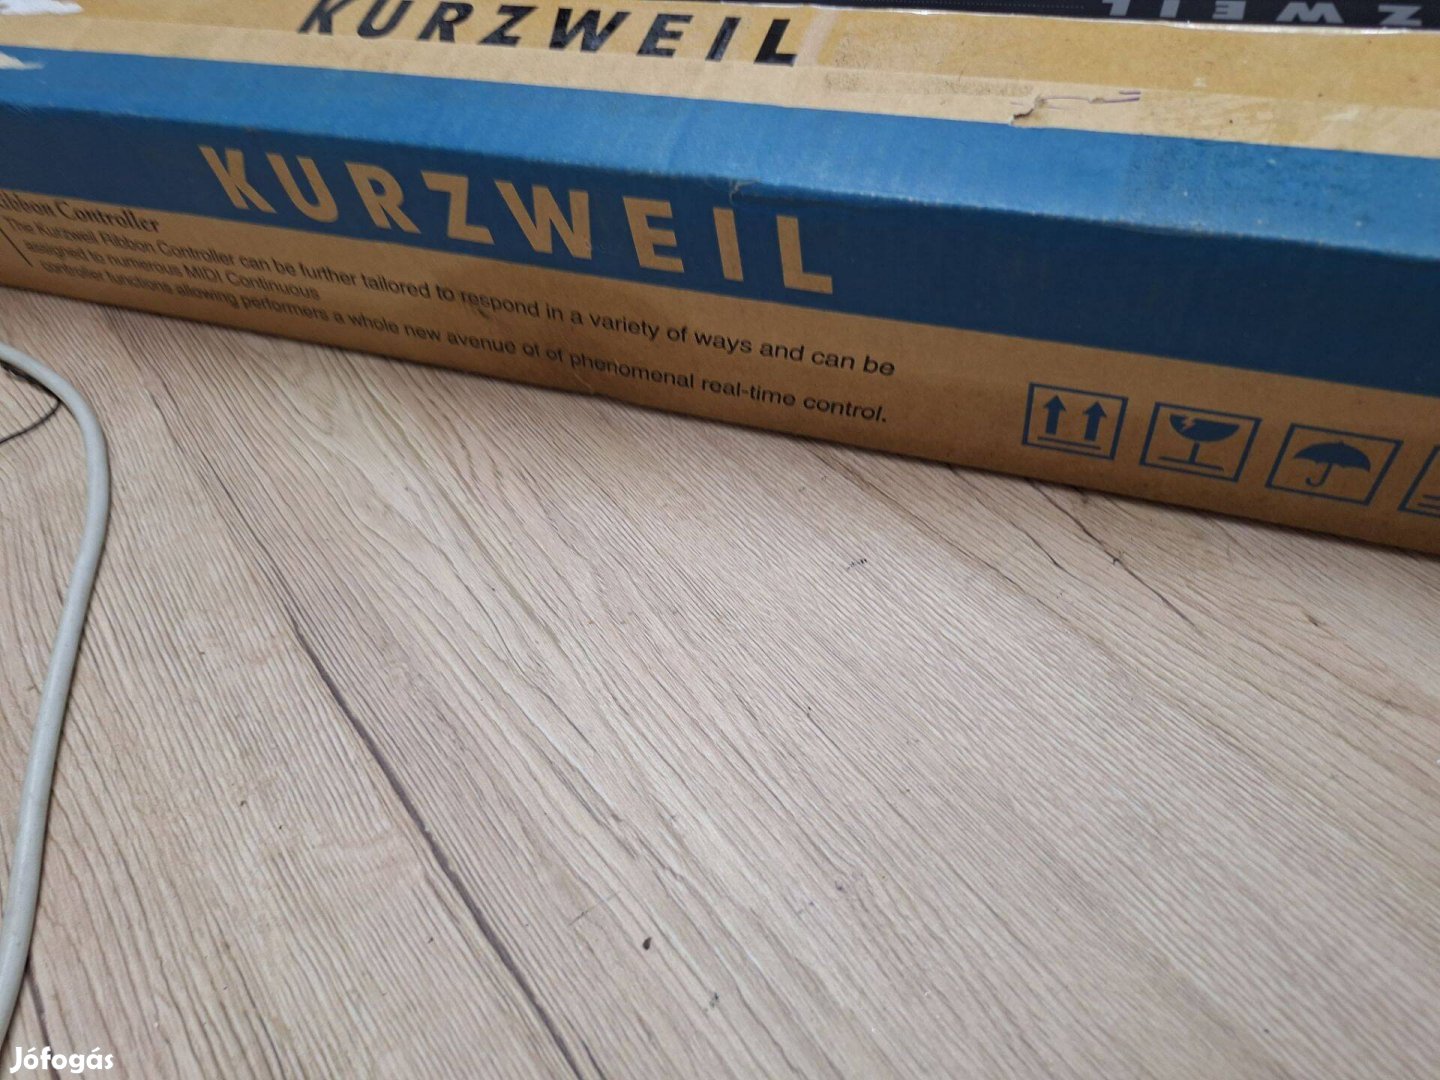 KURZWEIL
ZWEIL
KURZWEIL
Ribbon Controller
The Kurzweil Ribbon Controller can be further tailored to respond in a variety of ways and can be
assigned to numerous MIDI Continuous
controller functions allowing performers a whole new avenue of of phenomenal real-time control.
Jófogás